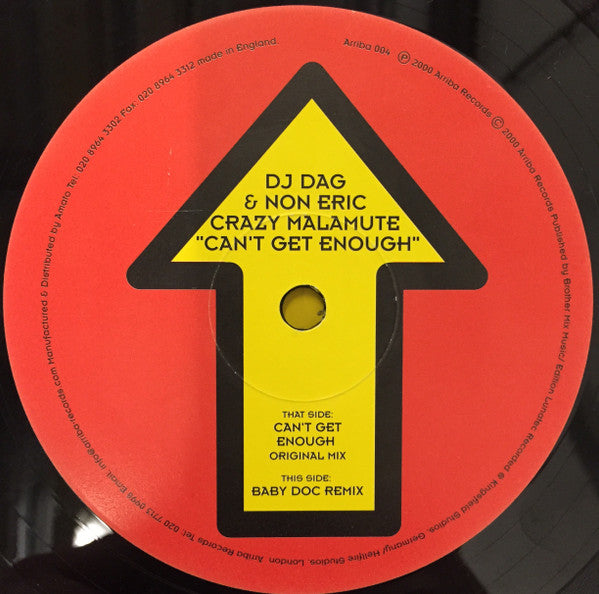 DJ DAG
& NON ERIC
CRAZY MALAMUTE
"CAN'T GET ENOUGH"
THAT SIDE:
CAN'T GET
ENOUGH
ORIGINAL MIX
THIS SIDE:
BABY DOC REMIX
Arriba 004 Ⓟ 2000 Arriba Records © 2000 Arriba Records Published by Brother Mix Music/ Edition Lunatec Recorded @ Kingsfield Studios, Germany/ Hellfire Studios, London. Arriba Records Tel: 020 7713 0998 Email, info@arriba-records.com Manufactured & Distributed by Amato Tel: 020 8964 3302 Fax: 020 8964 3312 made in England.